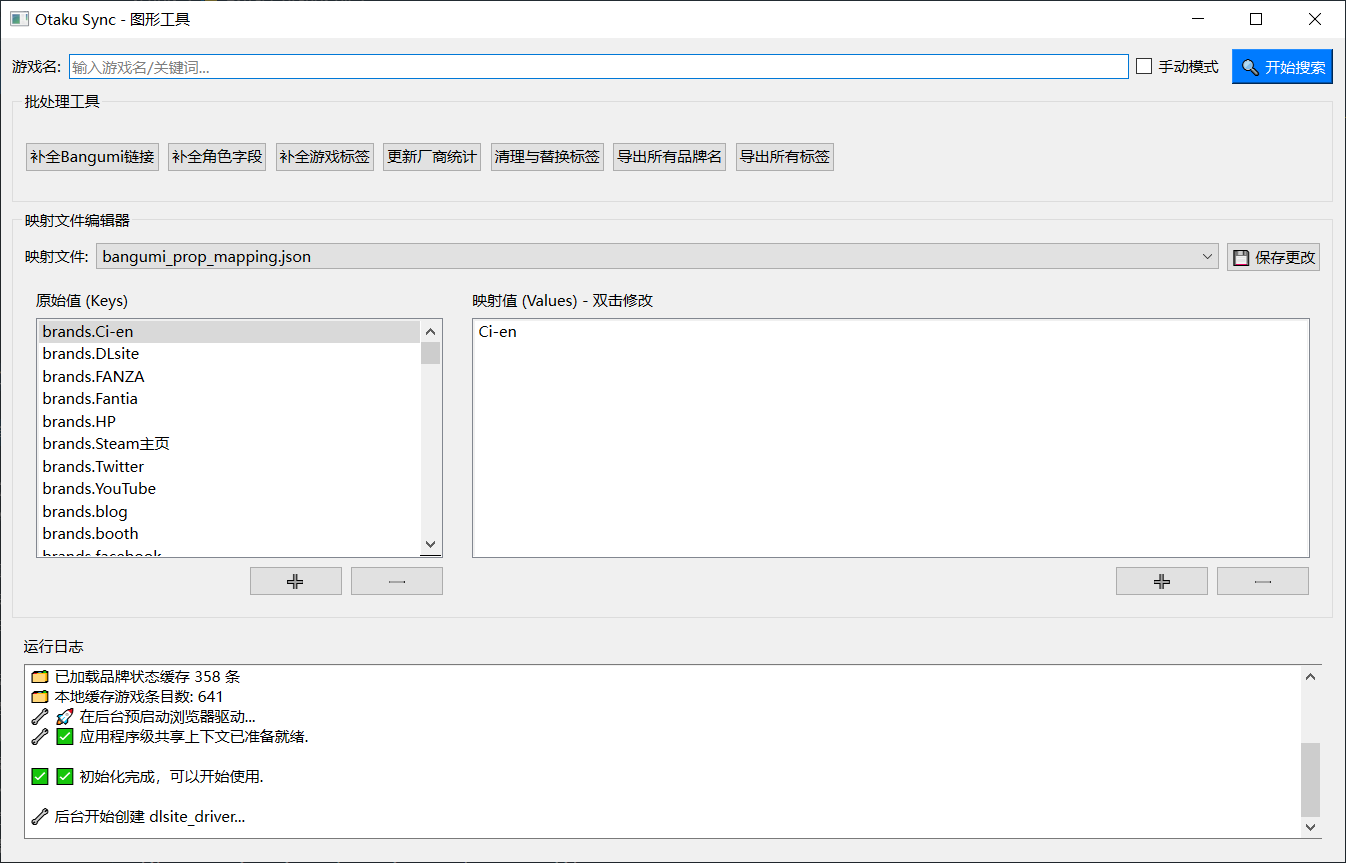 Otaku Sync - 图形工具
游戏名: 输入游戏名/关键词... 手动模式 开始搜索
批处理工具
补全Bangumi链接 补全角色字段 补全游戏标签 更新厂商统计 清理与替换标签 导出所有品牌名 导出所有标签
映射文件编辑器
映射文件: bangumi_prop_mapping.json 保存更改
原始值 (Keys)
brands.Ci-en
brands.DLsite
brands.FANZA
brands.Fantia
brands.HP
brands.Steam主页
brands.Twitter
brands.YouTube
brands.blog
brands.booth
brands.facebook
映射值 (Values) - 双击修改
Ci-en
运行日志
已加载品牌状态缓存 358 条
本地缓存游戏条目数: 641
在后台预启动浏览器驱动...
应用程序级共享上下文已准备就绪.
初始化完成，可以开始使用.
后台开始创建 dlsite_driver...